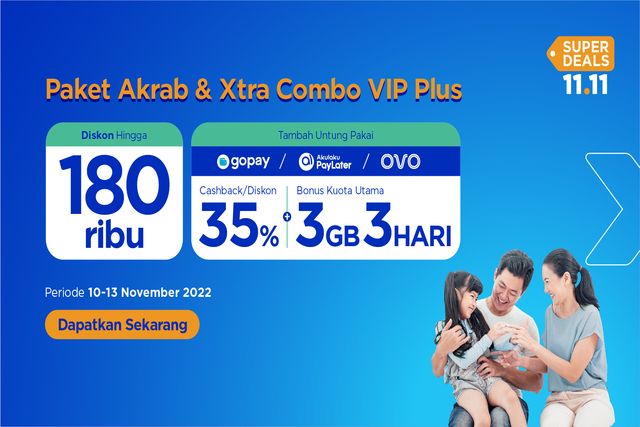 SUPER
DEALS
11.11
Paket Akrab & Xtra Combo VIP Plus
Diskon Hingga
180
ribu
Tambah Untung Pakai
gopay / Akulaku PayLater / OVO
Cashback/Diskon
35%
+
Bonus Kuota Utama
3GB 3HARI
Periode 10-13 November 2022
Dapatkan Sekarang